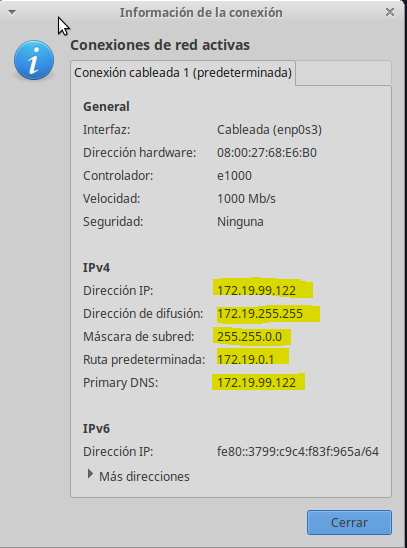 Información de la conexión
Conexiones de red activas
Conexión cableada 1 (predeterminada)
General
Interfaz: Cableada (enp0s3)
Dirección hardware: 08:00:27:68:E6:B0
Controlador: e1000
Velocidad: 1000 Mb/s
Seguridad: Ninguna
IPv4
Dirección IP: 172.19.99.122
Dirección de difusión: 172.19.255.255
Máscara de subred: 255.255.0.0
Ruta predeterminada: 172.19.0.1
Primary DNS: 172.19.99.122
IPv6
Dirección IP: fe80::3799:c9c4:f83f:965a/64
Más direcciones
Cerrar